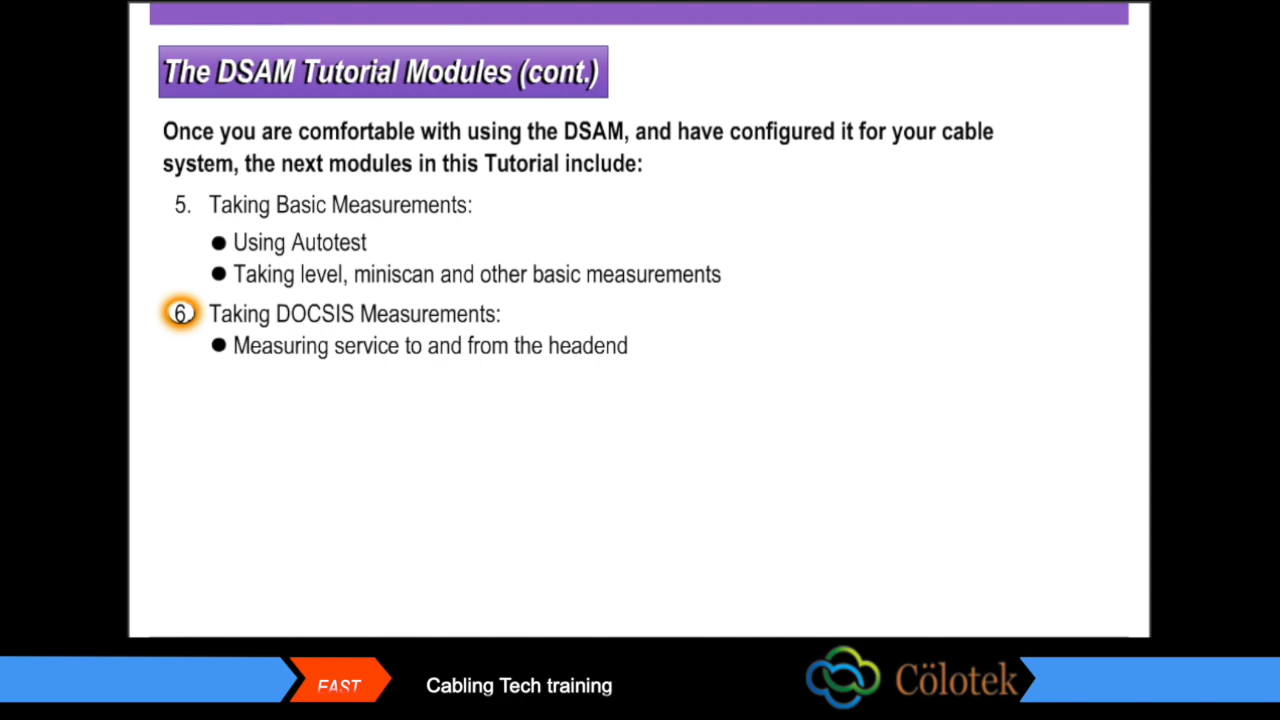 The DSAM Tutorial Modules (cont.)
Once you are comfortable with using the DSAM, and have configured it for your cable
system, the next modules in this Tutorial include:
5. Taking Basic Measurements:
● Using Autotest
● Taking level, miniscan and other basic measurements
6. Taking DOCSIS Measurements:
● Measuring service to and from the headend
FAST
Cabling Tech training
Cölotek